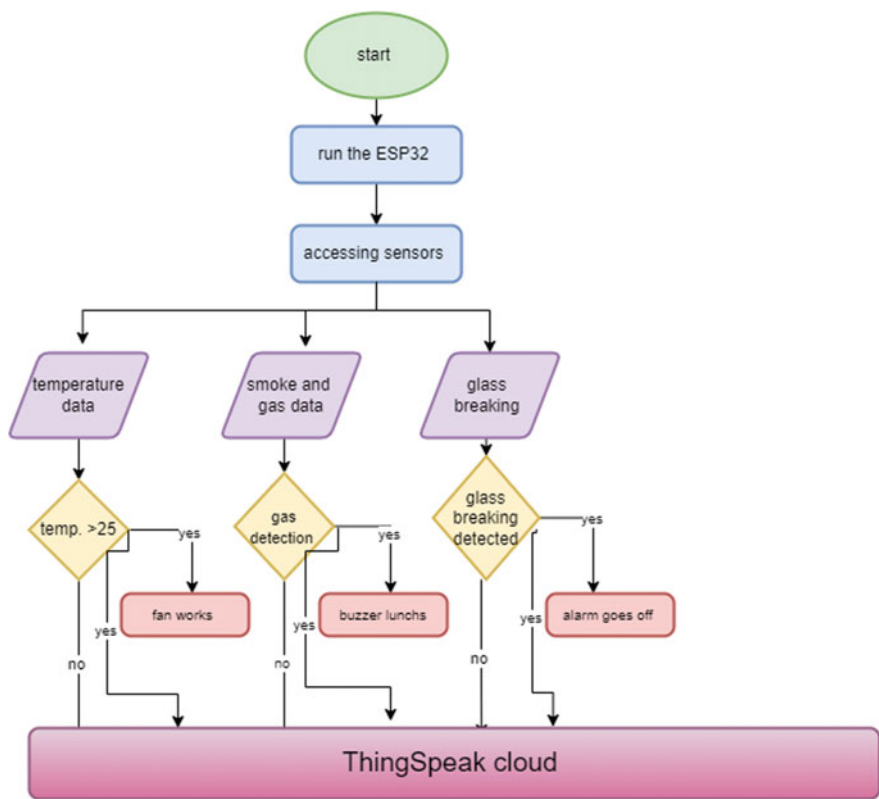 start
run the ESP32
accessing sensors
temperature
data
smoke and
gas data
glass
breaking
temp. >25
yes
gas
detection
yes
glass
breaking
detected
yes
fan works
buzzer lunchs
alarm goes off
yes
yes
yes
no
no
no
ThingSpeak cloud